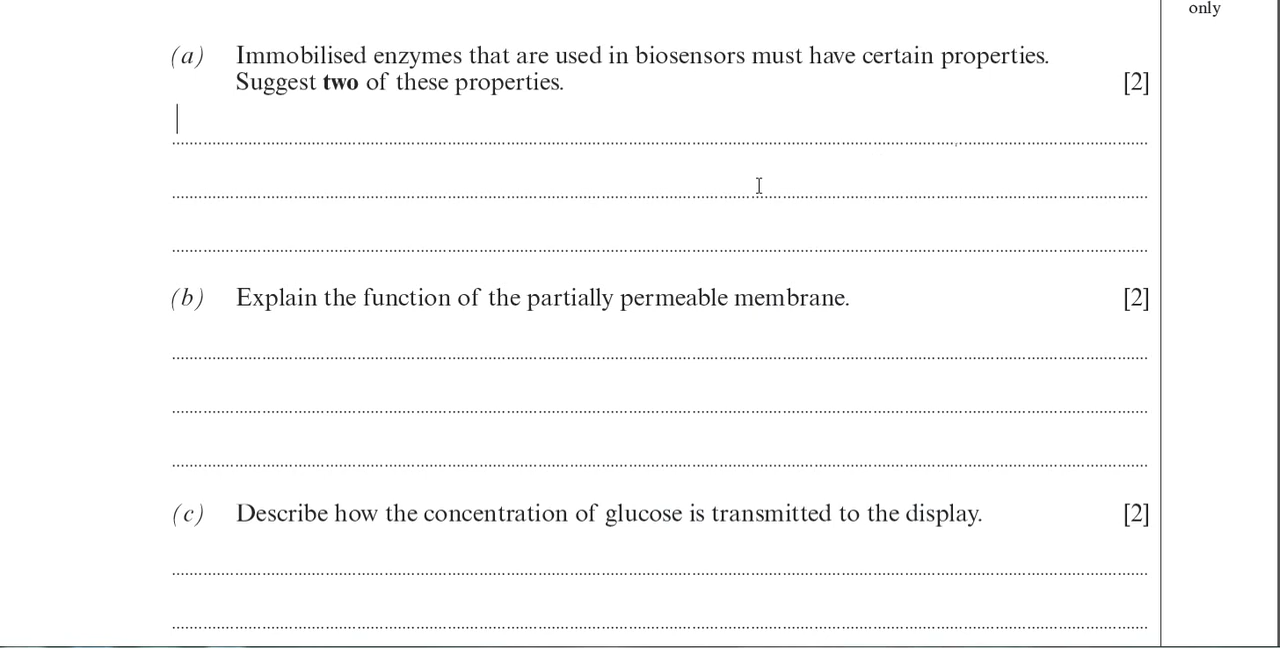 only
(a) Immobilised enzymes that are used in biosensors must have certain properties.
Suggest two of these properties. [2]
(b) Explain the function of the partially permeable membrane. [2]
(c) Describe how the concentration of glucose is transmitted to the display. [2]